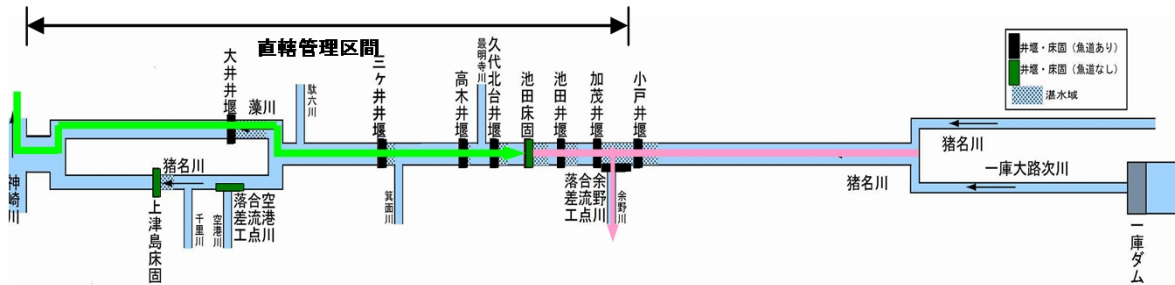 直轄管理区間
井堰・床固（魚道あり）
井堰・床固（魚道なし）
湛水域
大井井堰
藻川
駄六川
三ヶ井井堰
高木井堰
最明寺川
久代北台井堰
池田床固
池田井堰
加茂井堰
小戸井堰
猪名川
一庫大路次川
猪名川
猪名川
神崎川
上津島床固
千里川
空港川
空港川
合流点
落差工
箕面川
余野川
合流点
落差工
余野川
一庫ダム